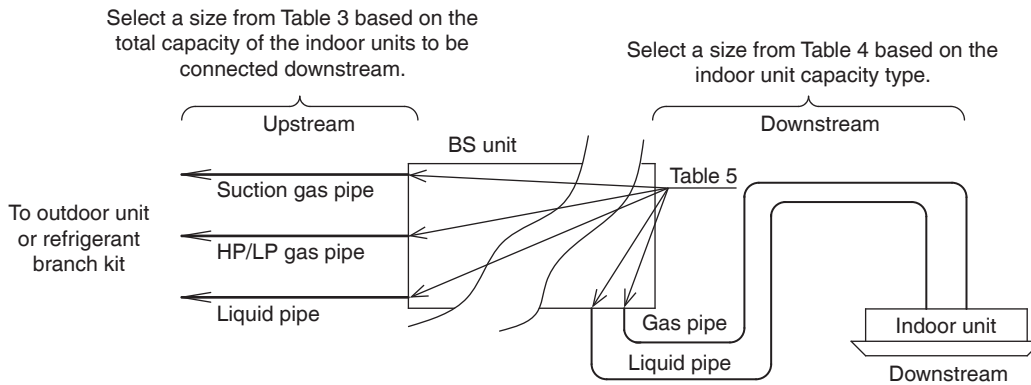 Select a size from Table 3 based on the
total capacity of the indoor units to be
connected downstream.
Select a size from Table 4 based on the
indoor unit capacity type.
Upstream
Downstream
BS unit
Table 5
Suction gas pipe
To outdoor unit
or refrigerant
branch kit
HP/LP gas pipe
Liquid pipe
Gas pipe
Indoor unit
Liquid pipe
Downstream